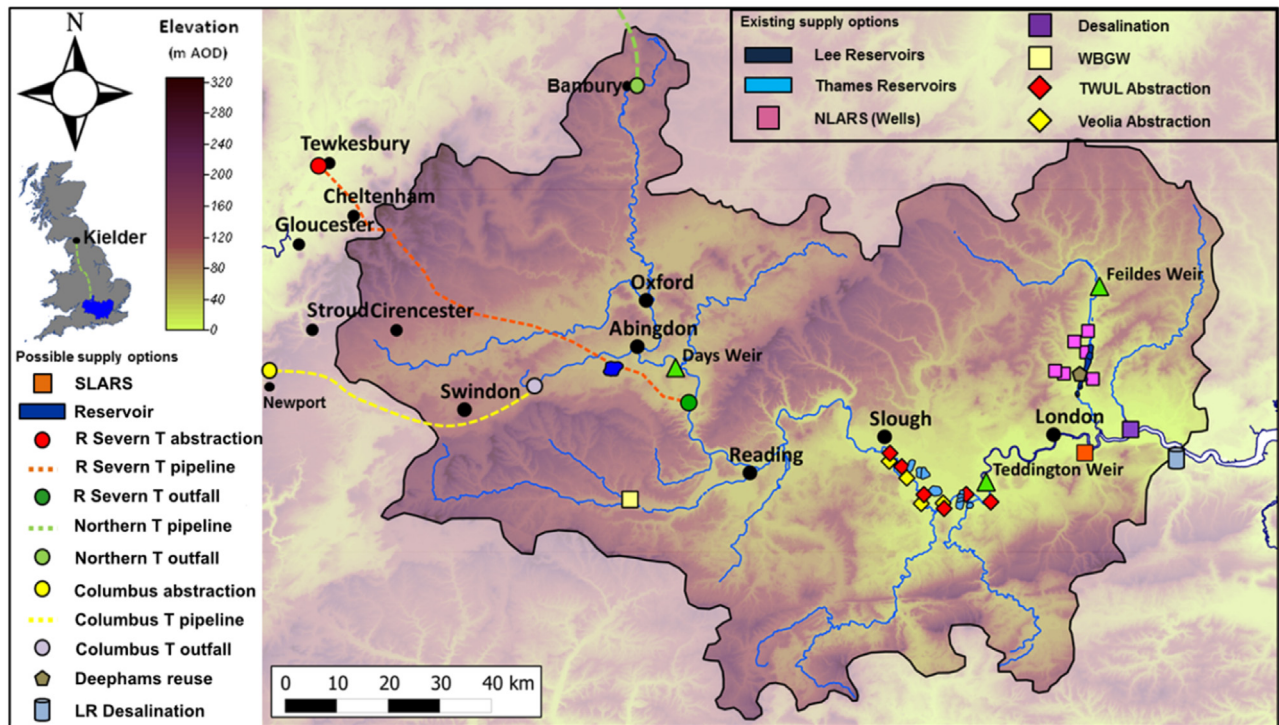 N
Elevation
(m AOD)
320
280
240
200
160
120
80
40
0
Kielder
Possible supply options
SLARS
Reservoir
R Severn T abstraction
R Severn T pipeline
R Severn T outfall
Northern T pipeline
Northern T outfall
Columbus abstraction
Columbus T pipeline
Columbus T outfall
Deephams reuse
LR Desalination
Existing supply options
Lee Reservoirs
Thames Reservoirs
NLARS (Wells)
Desalination
WBGW
TWUL Abstraction
Veolia Abstraction
Banbury
Tewkesbury
Cheltenham
Gloucester
Stroud
Cirencester
Oxford
Abingdon
Days Weir
Feildes Weir
Newport
Swindon
Slough
London
Reading
Teddington Weir
0 10 20 30 40 km